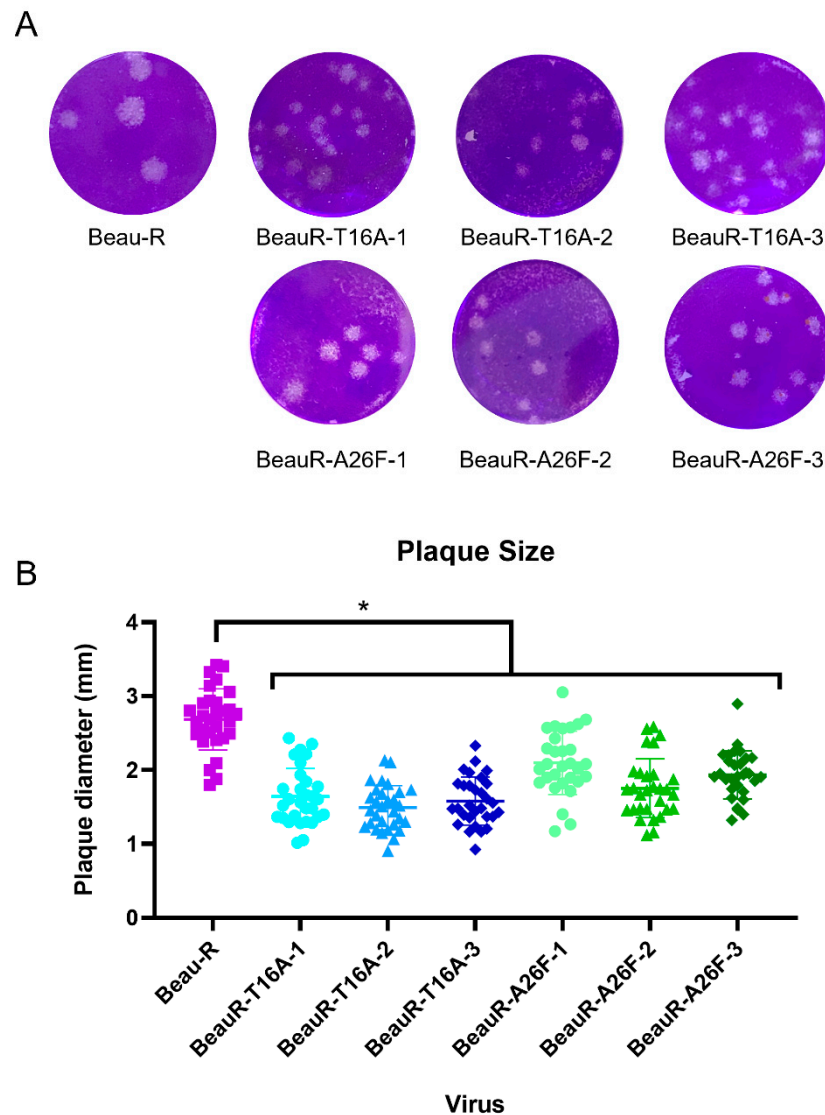 A
Beau-R
BeauR-T16A-1
BeauR-T16A-2
BeauR-T16A-3
BeauR-A26F-1
BeauR-A26F-2
BeauR-A26F-3
B
Plaque Size
*
Plaque diameter (mm)
4
3
2
1
0
Beau-R
BeauR-T16A-1
BeauR-T16A-2
BeauR-T16A-3
BeauR-A26F-1
BeauR-A26F-2
BeauR-A26F-3
Virus